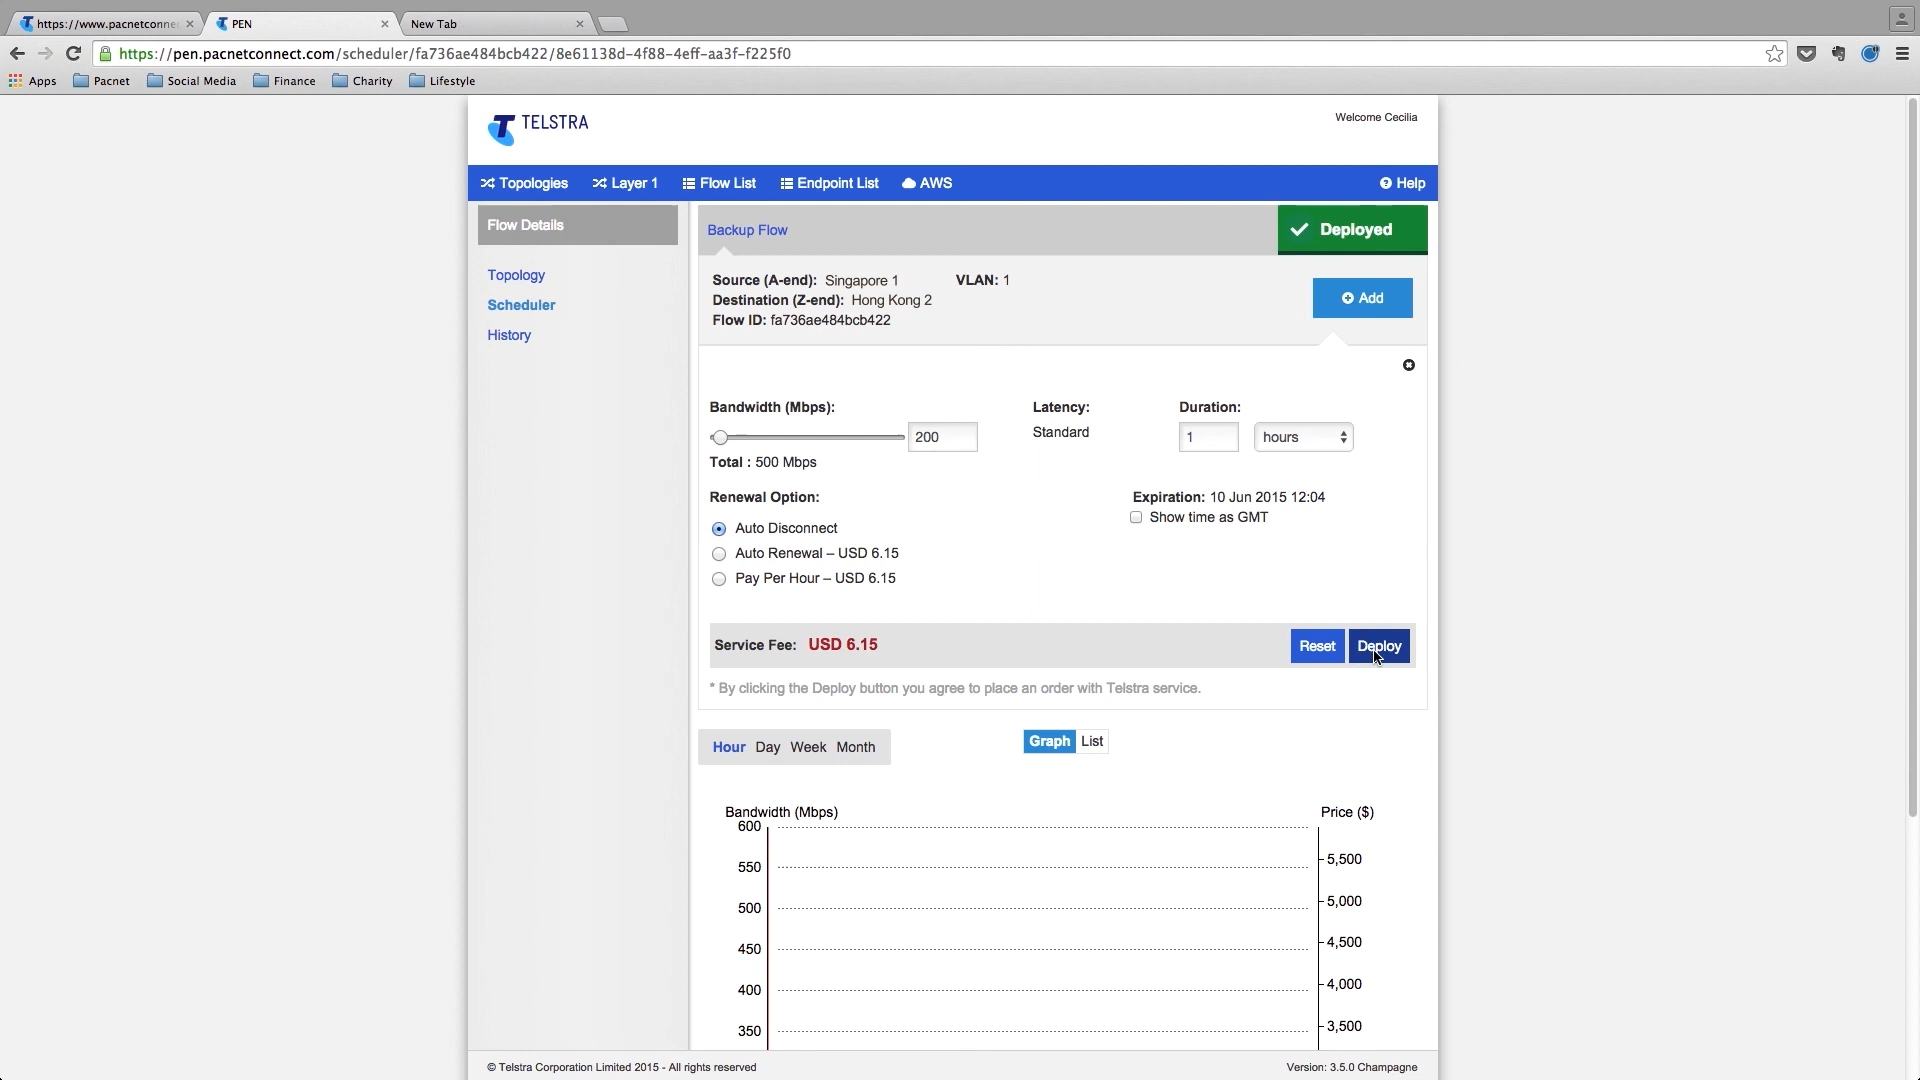 https://www.pacnetconne
PEN
New Tab
https://pen.pacnetconnect.com/scheduler/fa736ae484bcb422/8e61138d-4f88-4eff-aa3f-f225f0
Apps Pacnet Social Media Finance Charity Lifestyle
TELSTRA
Welcome Cecilia
Topologies Layer 1 Flow List Endpoint List AWS Help
Flow Details
Topology
Scheduler
History
Backup Flow
Deployed
Source (A-end): Singapore 1 VLAN: 1
Destination (Z-end): Hong Kong 2
Flow ID: fa736ae484bcb422
Add
Bandwidth (Mbps): Latency: Duration:
200 Standard 1 hours
Total : 500 Mbps
Renewal Option: Expiration: 10 Jun 2015 12:04
Show time as GMT
Auto Disconnect
Auto Renewal – USD 6.15
Pay Per Hour – USD 6.15
Service Fee: USD 6.15 Reset Deploy
* By clicking the Deploy button you agree to place an order with Telstra service.
Hour Day Week Month Graph List
Bandwidth (Mbps) Price ($)
600
550
500
450
400
350
5,500
5,000
4,500
4,000
3,500
© Telstra Corporation Limited 2015 - All rights reserved Version: 3.5.0 Champagne